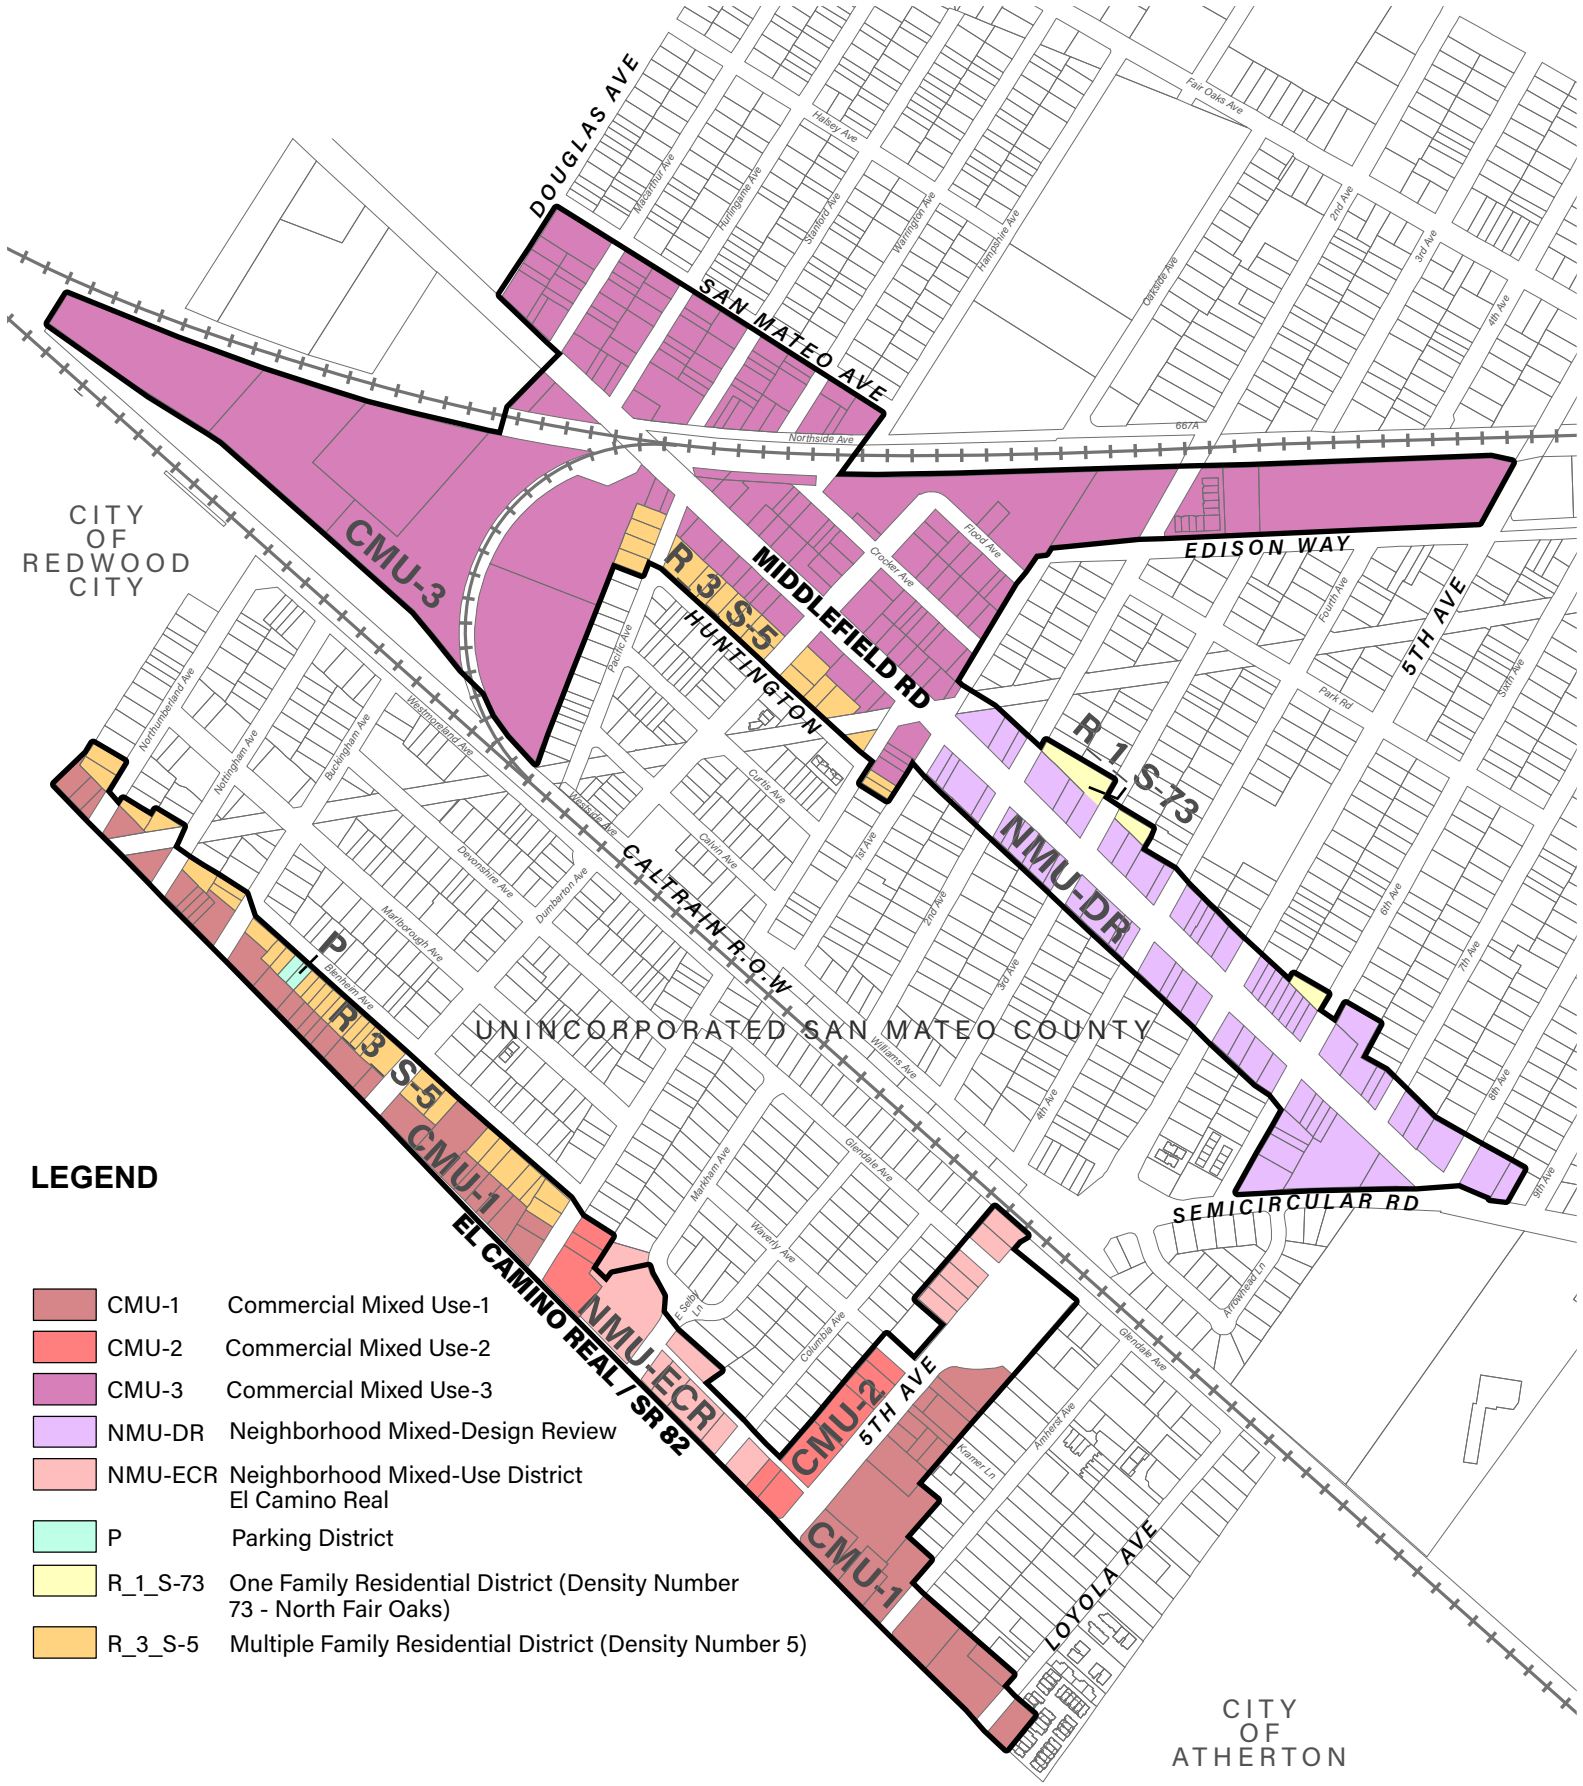 DOUGLAS AVE
Fair Oaks Ave
Halsey Ave
Macarthur Ave
Hurlingame Ave
Stanford Ave
Warrington Ave
Hampshire Ave
2nd Ave
3rd Ave
Oakside Ave
4th Ave
SAN MATEO AVE
Northside Ave
667A
CITY
OF
REDWOOD
CITY
CMU-3
R_3_S-5
MIDDLEFIELD RD
Flood Ave
Crocker Ave
EDISON WAY
Fourth Ave
5TH AVE
HUNTINGTON
Pacific Ave
Park Rd
Sixth Ave
Northumberland Ave
Nottingham Ave
Buckingham Ave
Westmoreland Ave
R_1_S-73
Curtis Ave
Westside Ave
Calvin Ave
1st Ave
NMU-DR
Devonshire Ave
Dumbarton Ave
CALTRAIN R.O.W
2nd Ave
6th Ave
Marlborough Ave
P
Blenheim Ave
3rd Ave
7th Ave
R_3_S-5
UNINCORPORATED SAN MATEO COUNTY
Williams Ave
4th Ave
8th Ave
CMU-1
Glendale Ave
Markham Ave
9th Ave
SEMICIRCULAR RD
EL CAMINO REAL / SR 82
Waverly Ave
E Selby
Ln
Arrowhead Ln
NMU-ECR
Columbia Ave
Glendale Ave
CMU-2
5TH AVE
Amherst Ave
Kramer Ln
CMU-1
LOYOLA AVE
CITY
OF
ATHERTON
LEGEND
CMU-1 Commercial Mixed Use-1
CMU-2 Commercial Mixed Use-2
CMU-3 Commercial Mixed Use-3
NMU-DR Neighborhood Mixed-Design Review
NMU-ECR Neighborhood Mixed-Use District
El Camino Real
P Parking District
R_1_S-73 One Family Residential District (Density Number
73 - North Fair Oaks)
R_3_S-5 Multiple Family Residential District (Density Number 5)